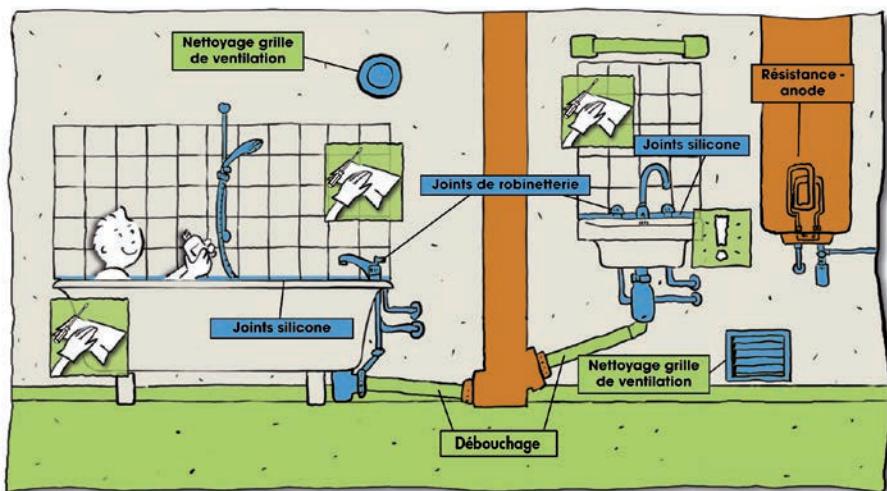 Nettoyage grille
de ventilation
Résistance -
anode
Joints silicone
Joints de robinetterie
Joints silicone
Nettoyage grille
de ventilation
Débouchage